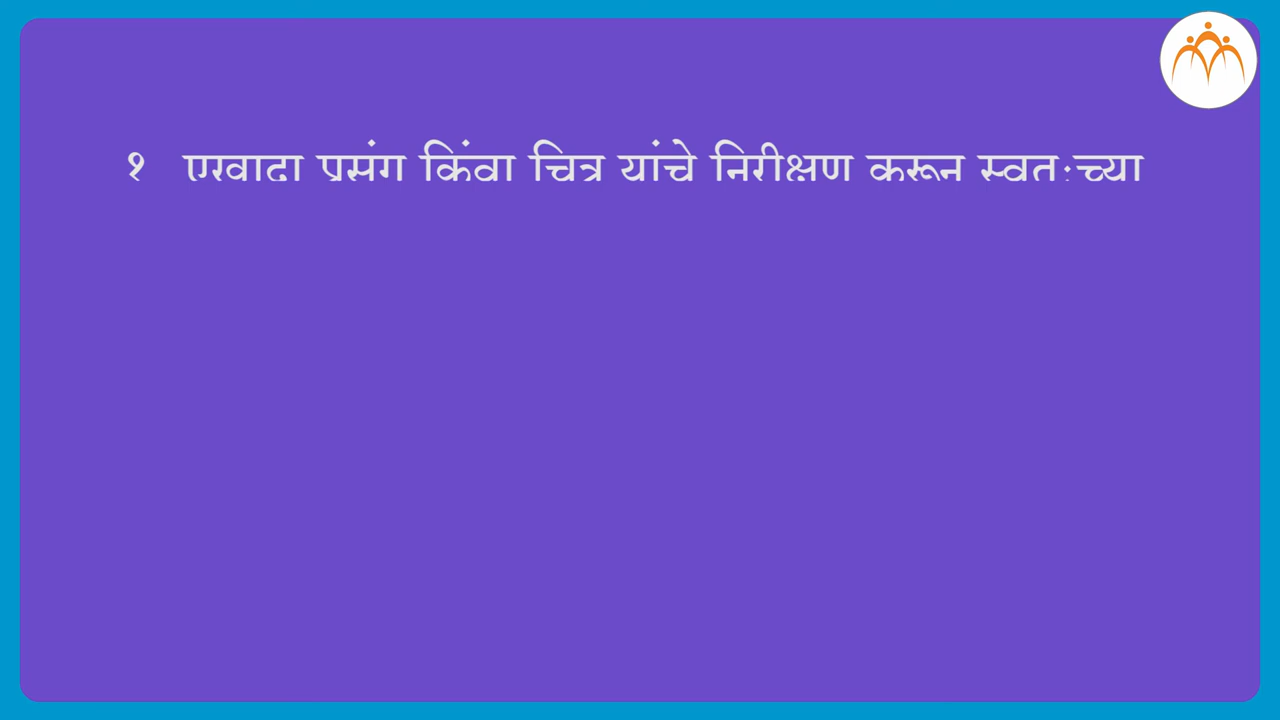 १ एखादा प्रसंग किंवा चित्र यांचे निरीक्षण करून स्वतःच्या